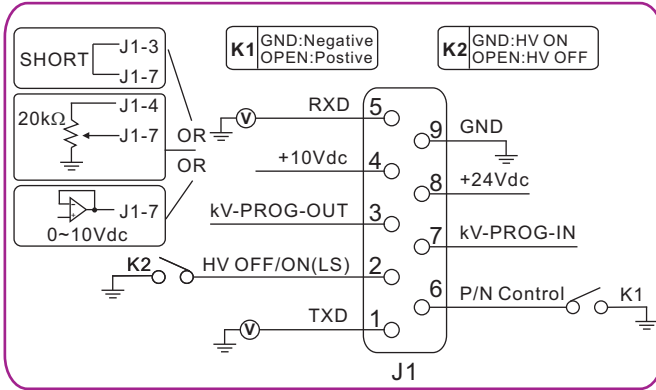 SHORT
J1-3
J1-7
20kΩ
J1-4
J1-7
J1-7
0~10Vdc
OR
OR
K1
GND:Negative
OPEN:Postive
K2
GND:HV ON
OPEN:HV OFF
V
RXD
5
+10Vdc
4
kV-PROG-OUT
3
K2
HV OFF/ON(LS)
2
V
TXD
1
9
GND
8
+24Vdc
7
kV-PROG-IN
6
P/N Control
K1
J1